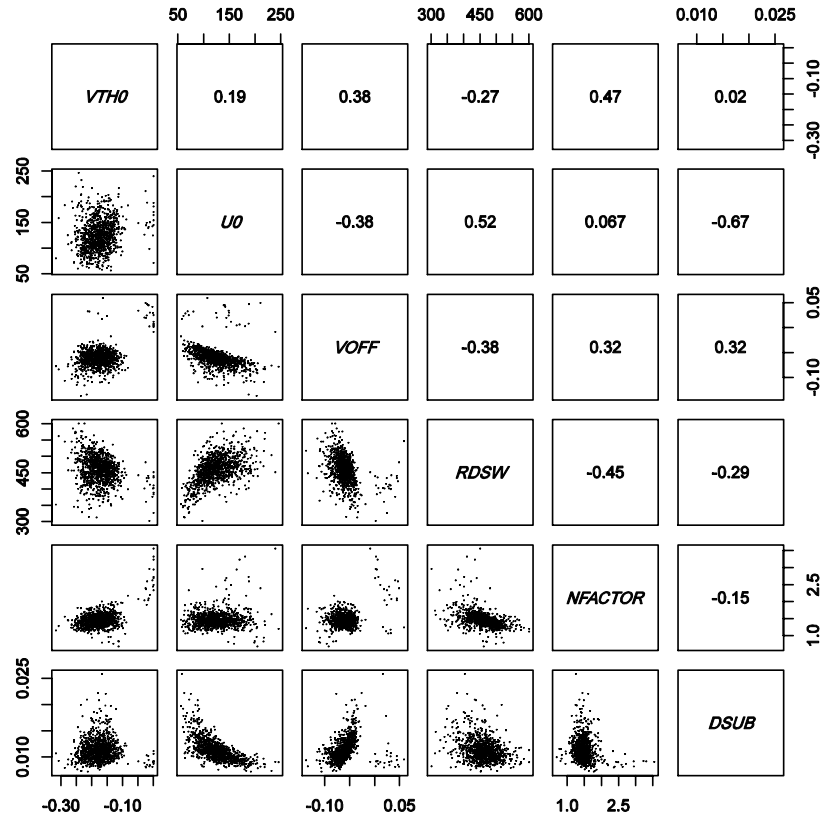 50 150 250 300 450 600 0.010 0.025
VTH0 0.19 0.38 -0.27 0.47 0.02 -0.30 -0.10
50 150 250 U0 -0.38 0.52 0.067 -0.67
VOFF -0.38 0.32 0.32 -0.10 0.05
300 450 600 RDSW -0.45 -0.29
NFACTOR -0.15 1.0 2.5
0.010 0.025 DSUB
-0.30 -0.10 -0.10 0.05 1.0 2.5